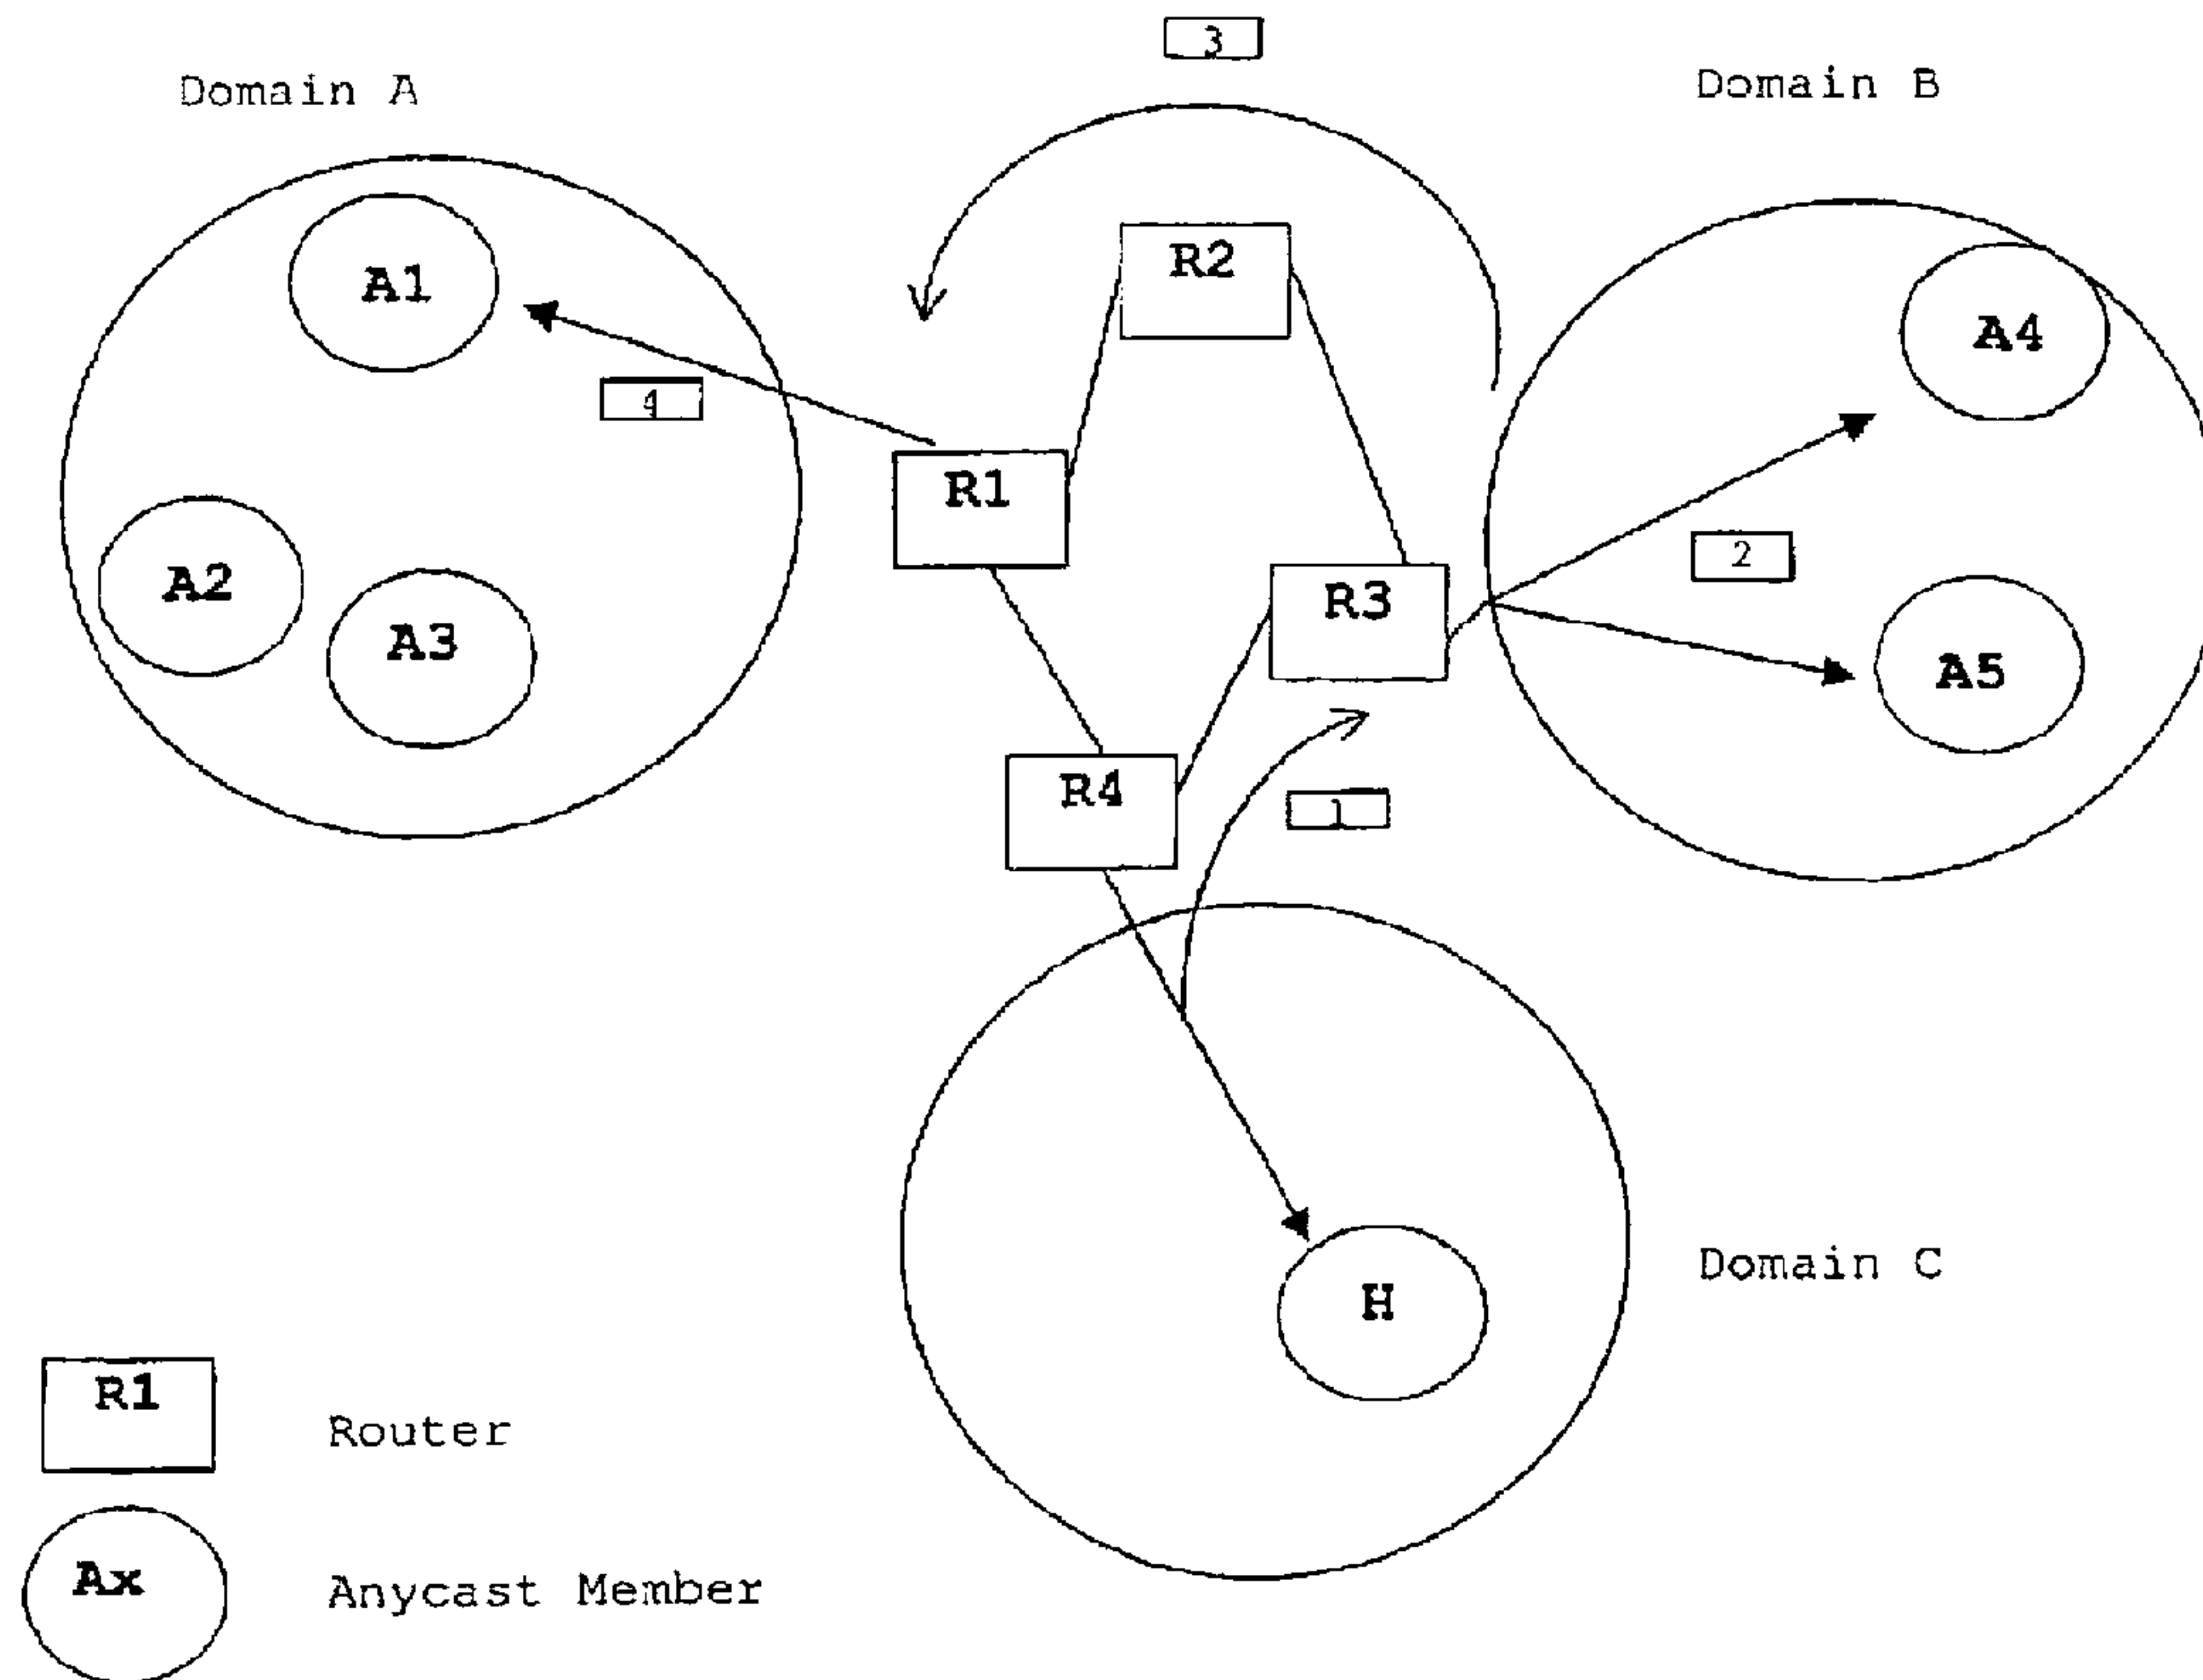 3
Domain A
Domain B
A1
R2
A4
4
R1
2
A2
A3
R3
A5
R4
1
H
Domain C
R1
Router
Ax
Anycast Member